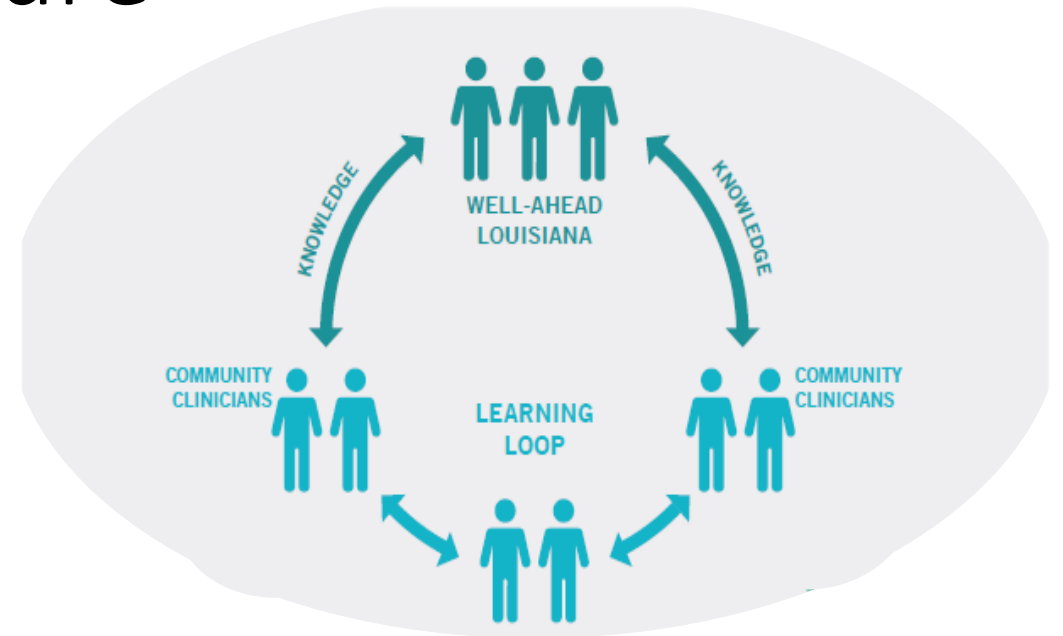 WELL-AHEAD
LOUISIANA
KNOWLEDGE
KNOWLEDGE
COMMUNITY
CLINICIANS
LEARNING
LOOP
COMMUNITY
CLINICIANS